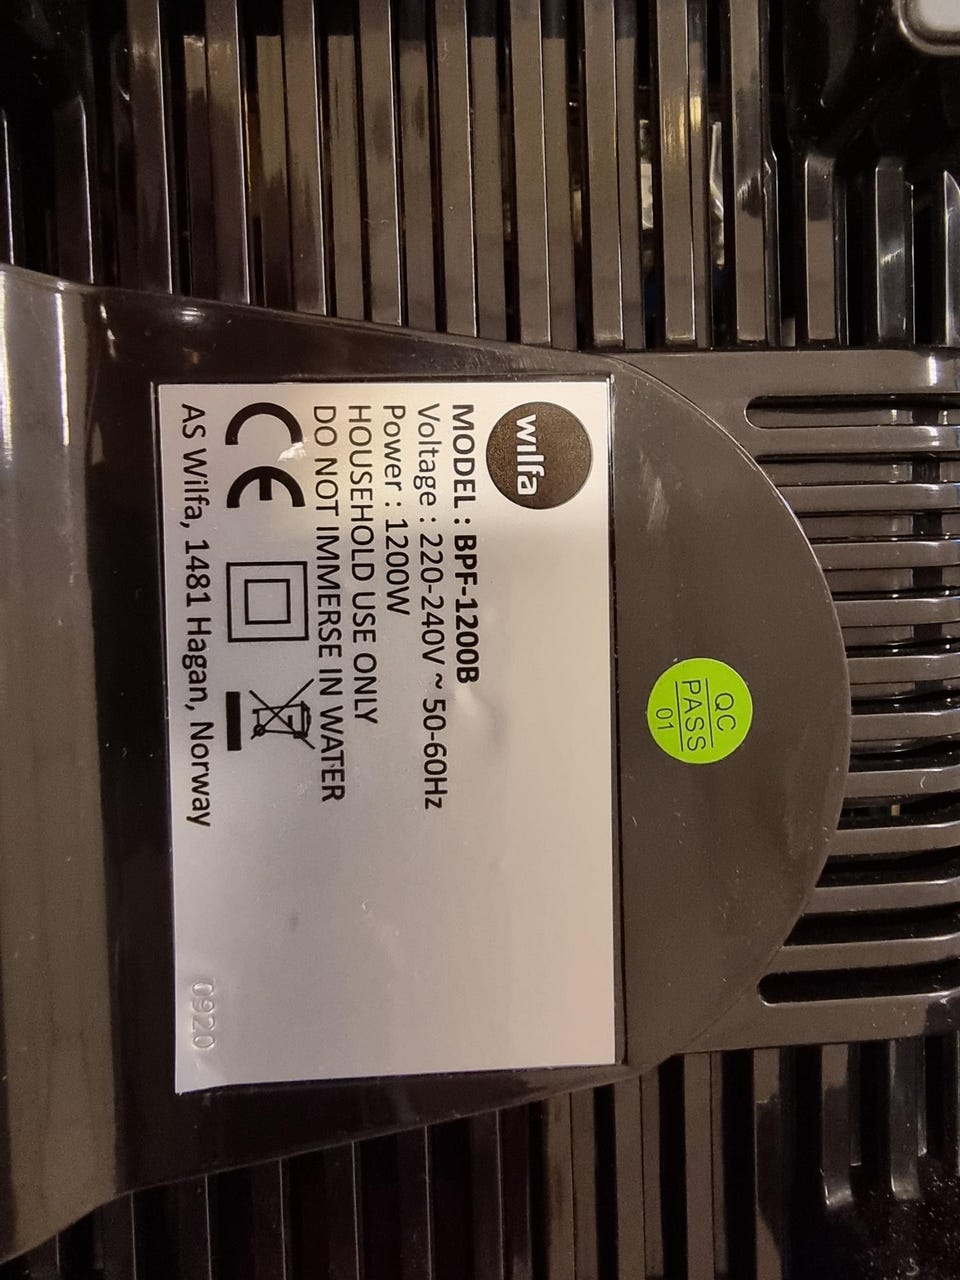 wilfa
MODEL : BPF-1200B
Voltage : 220-240V ~ 50-60Hz
Power : 1200W
HOUSEHOLD USE ONLY
DO NOT IMMERSE IN WATER
CE
AS Wilfa, 1481 Hagan, Norway
0920
QC
PASS
01